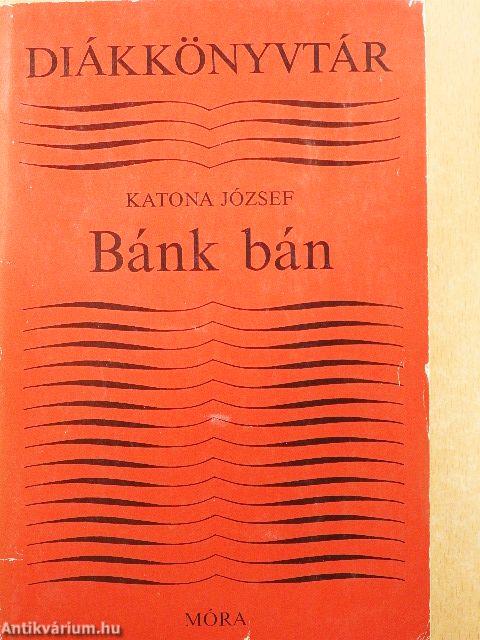 DIÁKKÖNYVTÁR
KATONA JÓZSEF
Bánk bán
MÓRA
Antikvárium.hu